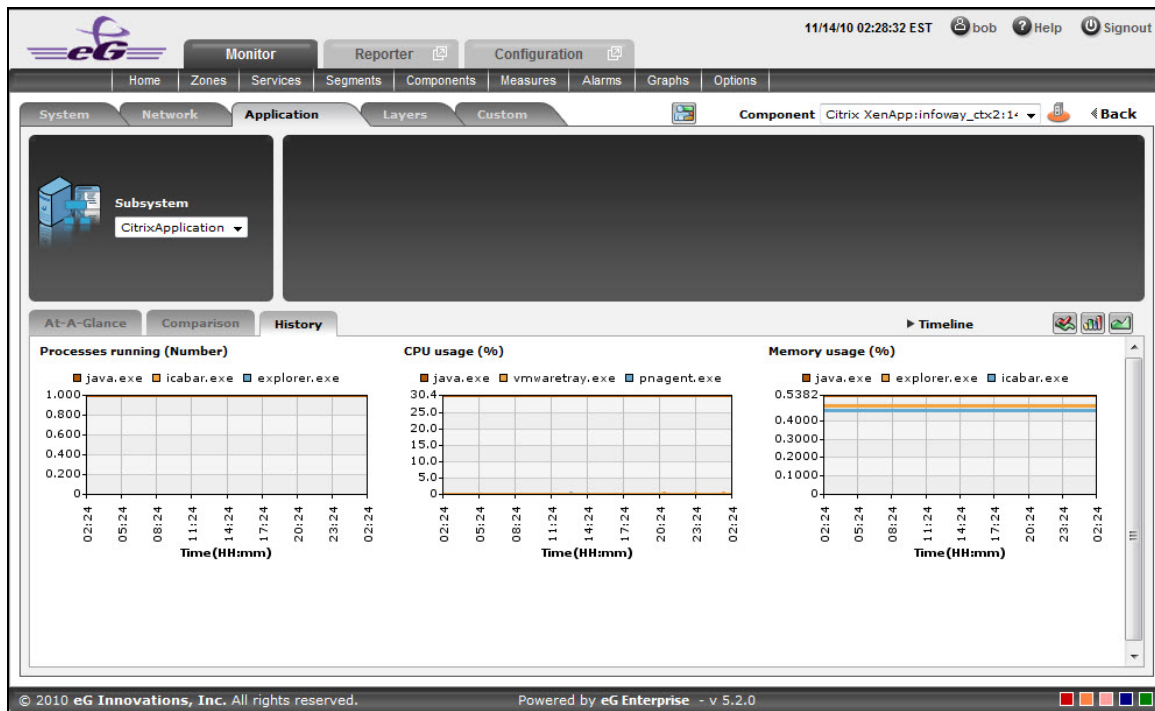 11/14/10 02:28:32 EST bob Help Signout
eG
Monitor Reporter Configuration
Home Zones Services Segments Components Measures Alarms Graphs Options
System Network Application Layers Custom Component Citrix XenApp:infoway_ctx2:14 Back
Subsystem
CitrixApplication
At-A-Glance Comparison History Timeline
Processes running (Number)
java.exe icabar.exe explorer.exe
1.000
0.800
0.600
0.400
0.200
0
02:24 05:24 08:24 11:24 14:24 17:24 20:24 23:24 02:24
Time(HH:mm)
CPU usage (%)
java.exe vmwaretray.exe pnagent.exe
30.4
25.0
20.0
15.0
10.0
5.0
0
02:24 05:24 08:24 11:24 14:24 17:24 20:24 23:24 02:24
Time(HH:mm)
Memory usage (%)
java.exe explorer.exe icabar.exe
0.5382
0.4000
0.3000
0.2000
0.1000
0
02:24 05:24 08:24 11:24 14:24 17:24 20:24 23:24 02:24
Time(HH:mm)
© 2010 eG Innovations, Inc. All rights reserved. Powered by eG Enterprise - v 5.2.0